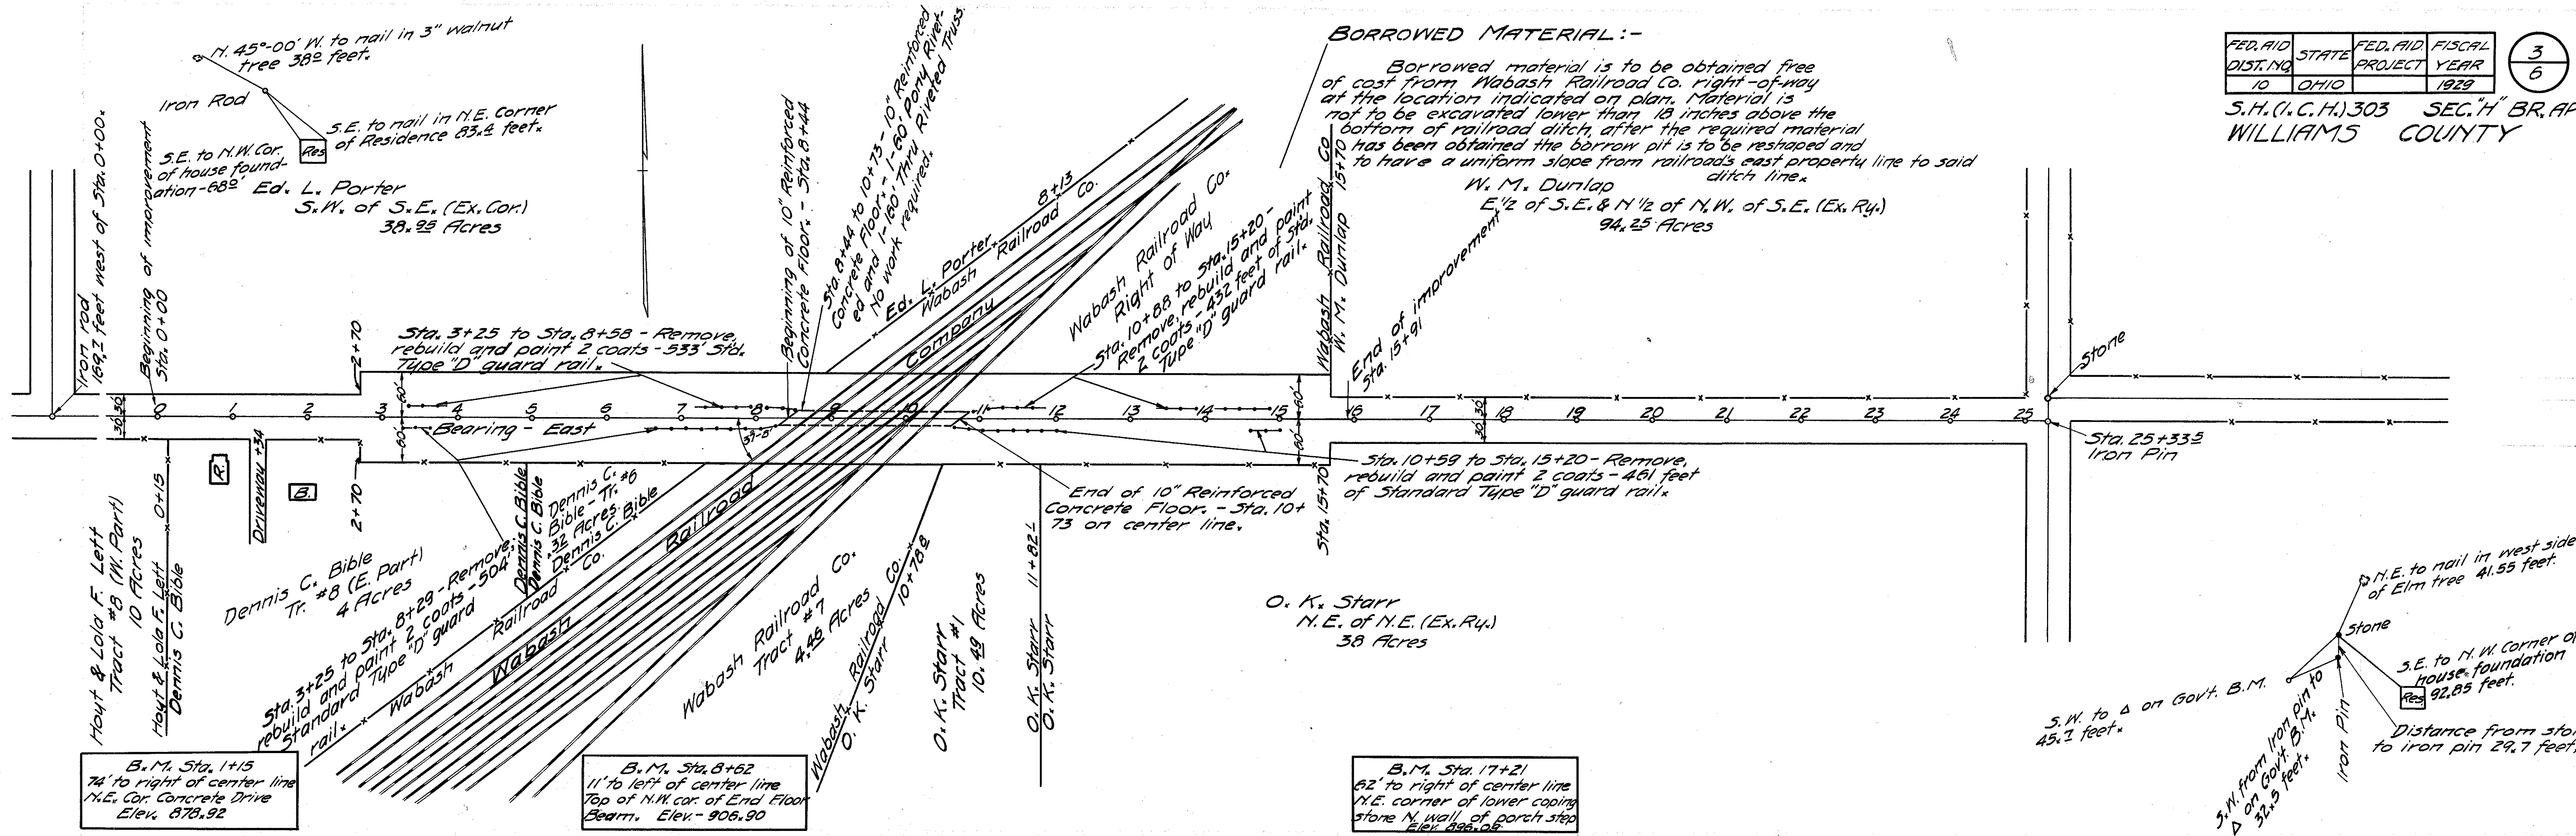 N. 45°-00' W. to nail in 3" walnut
tree 38.0 feet.
Iron Rod
S.E. to nail in N.E. Corner
of Residence 83.4 feet.
Res
S.E. to N.W. Cor.
of house found-
ation-68.0'
Ed. L. Porter
S.W. of S.E. (Ex. Cor.)
38.95 Acres
Iron rod
169.7 feet west of Sta. 0+00.
Beginning of improvement
Sta. 0+00
2+70
Sta. 3+25 to Sta. 8+58 - Remove,
rebuild and paint 2 coats - 533' Std.
Type "D" guard rail.
Beginning of 10" Reinforced
Concrete Floor. - Sta. 8+44
Sta. 8+44 to 10+73 - 10" Reinforced
Concrete Floor. - 1-60' Pony Rivet-
ed and 1-160' Thru Riveted Truss.
No work required.
8+13
Ed. L. Porter
Wabash Railroad Co.
Company
Wabash Railroad Co.
Right of Way
Sta. 10+88 to Sta. 15+20 -
Remove, rebuild and paint
2 coats - 432 feet of Std.
Type "D" guard rail.
BORROWED MATERIAL:-
Borrowed material is to be obtained free
of cost from Wabash Railroad Co. right-of-way
at the location indicated on plan. Material is
not to be excavated lower than 18 inches above the
bottom of railroad ditch, after the required material
has been obtained the borrow pit is to be reshaped and
to have a uniform slope from railroad's east property line to said
ditch line.
W. M. Dunlap
E.1/2 of S.E. & N 1/2 of N.W. of S.E. (Ex. Ry.)
94.25 Acres
Wabash Railroad Co
W. M. Dunlap 15+70
End of improvement
Sta. 15+91
FED. AID DIST. NO STATE FED. AID PROJECT FISCAL YEAR
10 OHIO 1929
3
6
S.H.(I.C.H.) 303 SEC."H" BR. AP
WILLIAMS COUNTY
Stone
30' 30'
0 1 2 3 4 5 6 7 8 9 10 11 12 13 14 15 16 17 18 19 20 21 22 23 24 25
60'
60'
Bearing - East
60'
60'
30' 30'
Sta. 25+33.5
Iron Pin
R.
B.
Driveway +34
2+70
Hoyt & Lola F. Lett
Tract #8 (W. Part)
10 Acres
Hoyt & Lola F. Lett 0+15
Dennis C. Bible
Dennis C. Bible
Tr. #8 (E. Part)
4 Acres
Sta. 3+25 to Sta. 8+29 - Remove,
rebuild and paint 2 coats - 504'
Standard Type "D" guard
rail.
Dennis C. Bible
Dennis C. Bible
Dennis C.
Bible - Tr. #6
.32 Acres.
Dennis C. Bible
Wabash Railroad Co.
Wabash Railroad
Wabash Railroad Co.
Tract #7
4.46 Acres
Wabash Railroad Co.
O. K. Starr 10+78.8
O. K. Starr
Tract #1
10.49 Acres
O. K. Starr 11+82
O. K. Starr
End of 10" Reinforced
Concrete Floor. - Sta. 10+
73 on center line.
Sta. 10+59 to Sta. 15+20 - Remove,
rebuild and paint 2 coats - 461 feet
of Standard Type "D" guard rail.
Sta. 15+70
O. K. Starr
N.E. of N.E. (Ex. Ry.)
38 Acres
N.E. to nail in west side
of Elm tree 41.55 feet.
Stone
S.E. to N.W. Corner of
house foundation
92.85 feet.
Res
S.W. to Δ on Gov't. B.M.
45.7 feet.
S.W. from Iron pin to
Δ on Gov't. B.M.
32.5 feet.
Iron Pin
Distance from sto
to iron pin 29.7 feet
B.M. Sta. 1+15
74' to right of center line
N.E. Cor. Concrete Drive
Elev. 878.92
B.M. Sta. 8+62
11' to left of center line
Top of N.W. cor. of End Floor
Beam. Elev. - 906.90
B.M. Sta. 17+21
62' to right of center line
N.E. corner of lower coping
stone N. wall of porch step